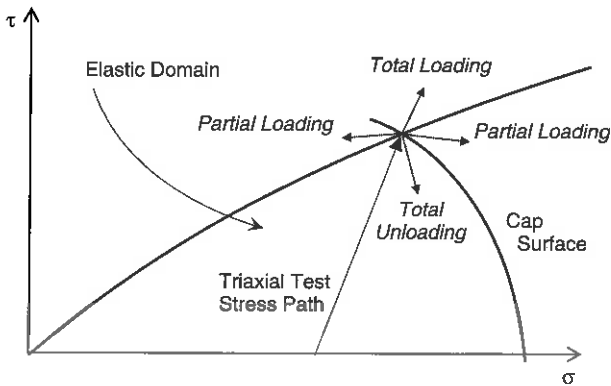 τ
Elastic Domain
Total Loading
Partial Loading
Partial Loading
Total
Unloading
Cap
Surface
Triaxial Test
Stress Path
σ